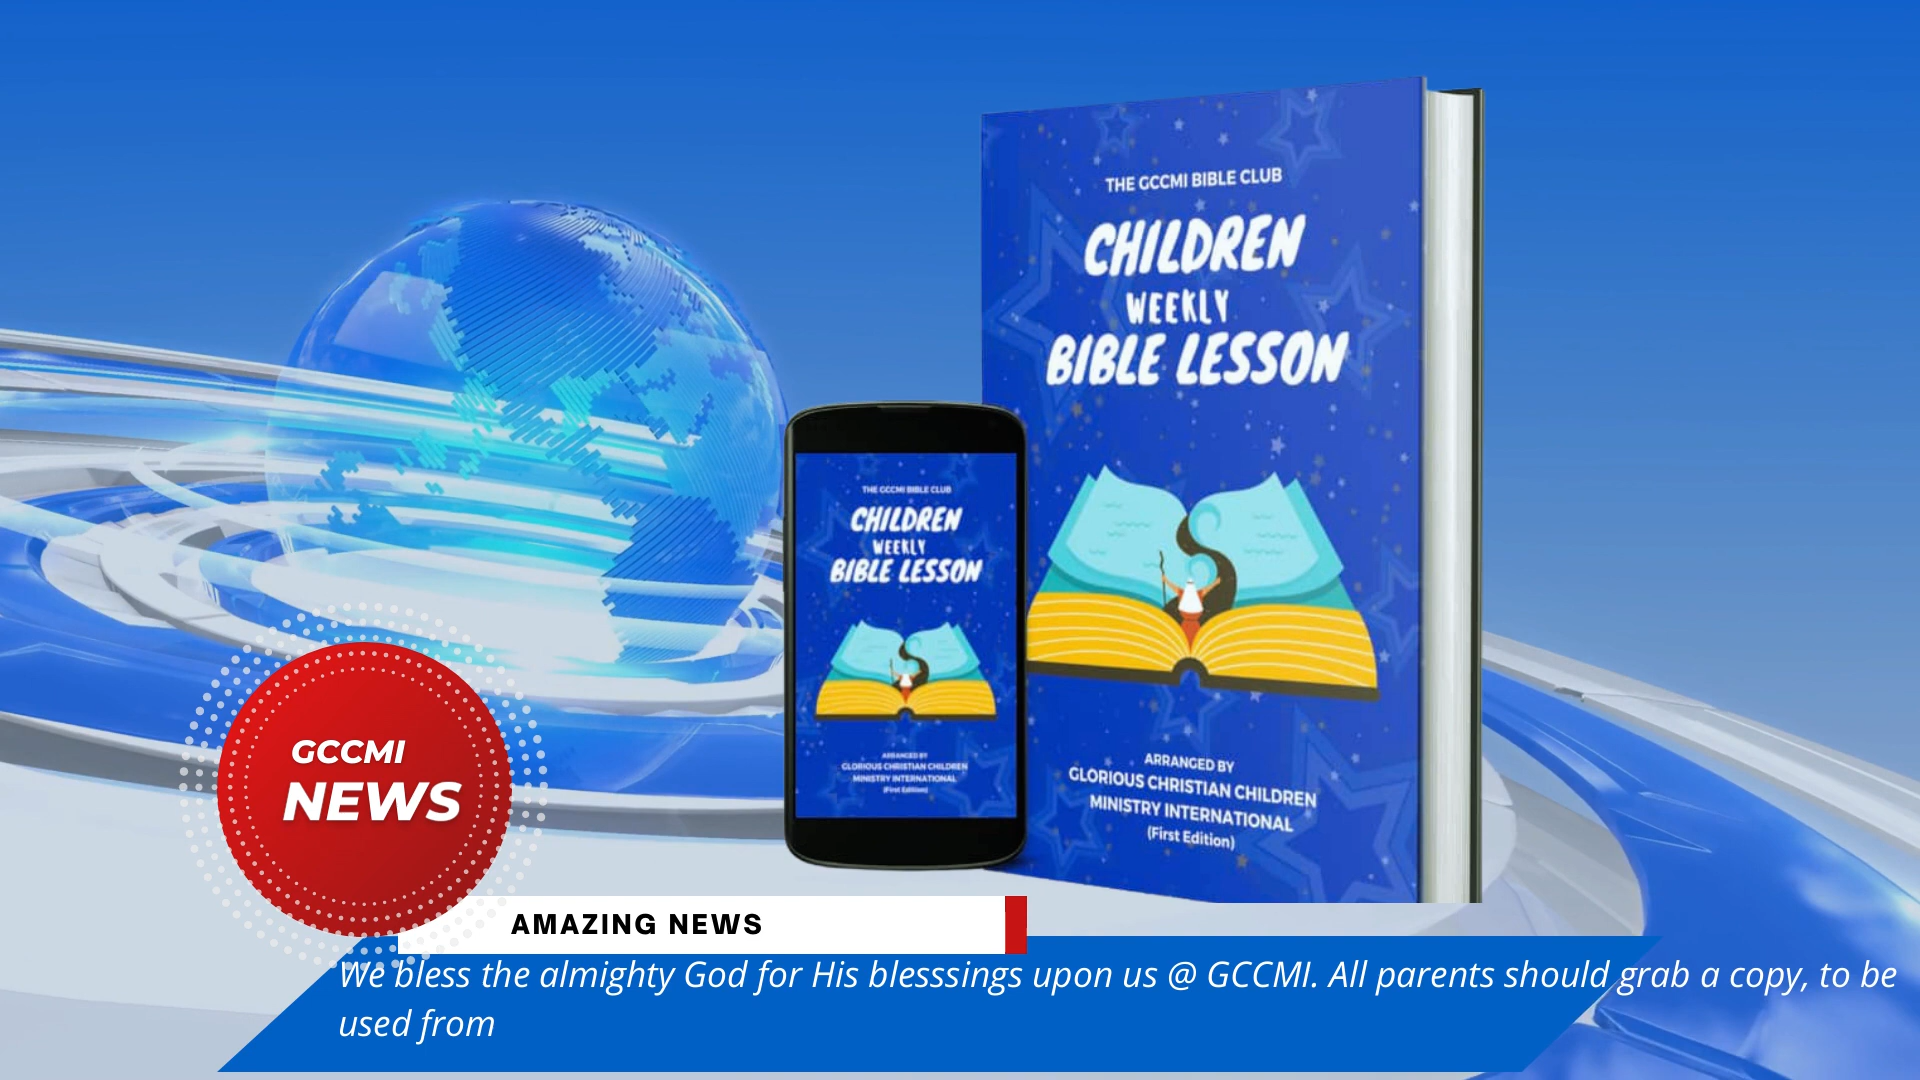 THE GCCMI BIBLE CLUB
CHILDREN
WEEKLY
BIBLE LESSON
ARRANGED BY
GLORIOUS CHRISTIAN CHILDREN
MINISTRY INTERNATIONAL
(First Edition)
THE GCCMI BIBLE CLUB
CHILDREN
WEEKLY
BIBLE LESSON
ARRANGED BY
GLORIOUS CHRISTIAN CHILDREN
MINISTRY INTERNATIONAL
(First Edition)
GCCMI
NEWS
AMAZING NEWS
We bless the almighty God for His blesssings upon us @ GCCMI. All parents should grab a copy, to be
used from